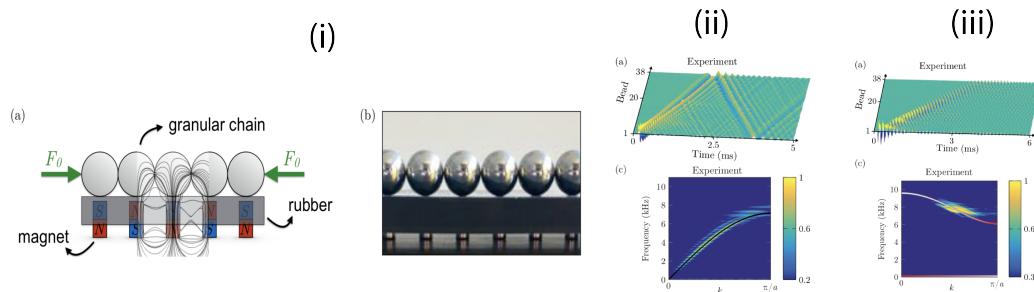 (i)
(a)
granular chain
F₀
F₀
S
N
N
S
S
N
S
N
S
N
magnet
rubber
(b)
(ii)
(a)
Experiment
Bead
38
20
1
0
2.5
5
Time (ms)
(c)
Experiment
Frequency (kHz)
10
8
6
4
2
0
0
k
π/a
1
0.6
0.2
(iii)
(a)
Experiment
Bead
38
20
1
0
3
6
Time (ms)
(c)
Experiment
Frequency (kHz)
10
8
6
4
2
0
0
k
π/a
1
0.6
0.3